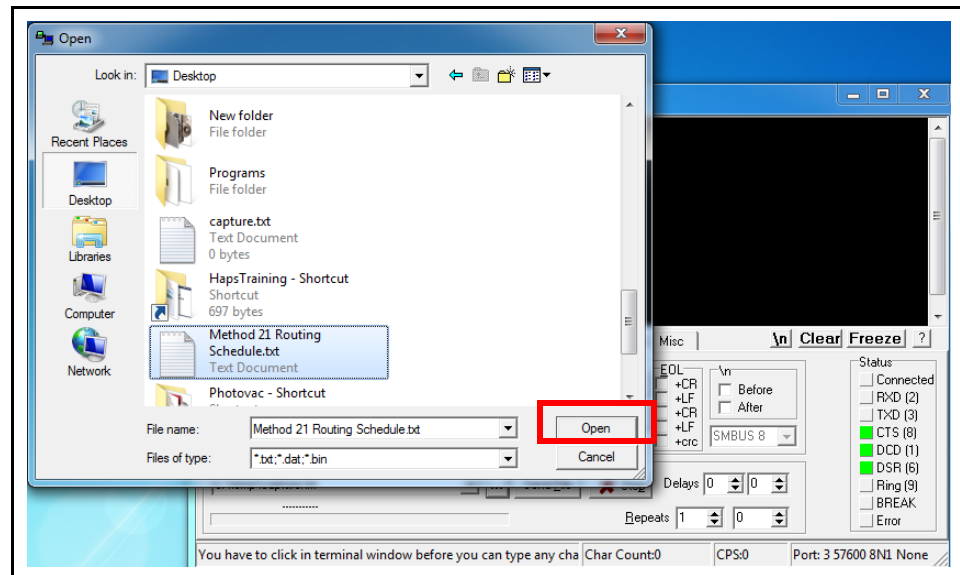 Open
Look in:
Desktop
New folder
File folder
Programs
File folder
capture.txt
Text Document
0 bytes
HapsTraining - Shortcut
Shortcut
697 bytes
Method 21 Routing
Schedule.txt
Text Document
Photovac - Shortcut
Recent Places
Desktop
Libraries
Computer
Network
File name:
Method 21 Routing Schedule.txt
Open
Files of type:
*.txt;*.dat;*.bin
Cancel
Misc
\n
Clear
Freeze
?
EOL
+CR
+LF
+CR
+LF
+crc
\n
Before
After
SMBUS 8
Status
Connected
RXD (2)
TXD (3)
CTS (8)
DCD (1)
DSR (6)
Ring (9)
BREAK
Error
Delays
0
0
Repeats
1
0
-----------
You have to click in terminal window before you can type any cha
Char Count:0
CPS:0
Port: 3 57600 8N1 None